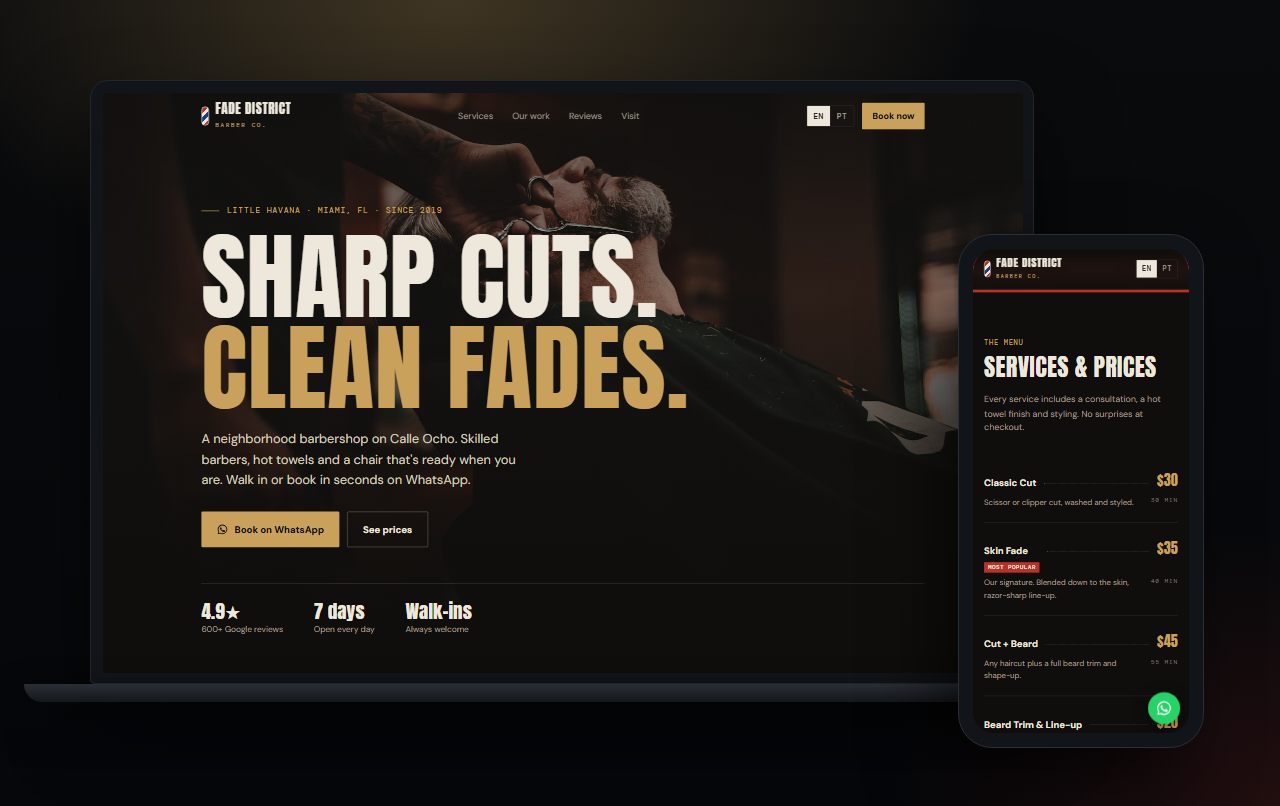 FADE DISTRICT
BARBER CO.
Services Our work Reviews Visit
EN PT
Book now
LITTLE HAVANA · MIAMI, FL · SINCE 2019
SHARP CUTS.
CLEAN FADES.
A neighborhood barbershop on Calle Ocho. Skilled
barbers, hot towels and a chair that's ready when you
are. Walk in or book in seconds on WhatsApp.
Book on WhatsApp
See prices
4.9★ 7 days Walk-ins
600+ Google reviews Open every day Always welcome
FADE DISTRICT
BARBER CO.
EN PT
THE MENU
SERVICES & PRICES
Every service includes a consultation, a hot
towel finish and styling. No surprises at
checkout.
Classic Cut $30
Scissor or clipper cut, washed and styled. 30 MIN
Skin Fade $35
MOST POPULAR
Our signature. Blended down to the skin, 40 MIN
razor-sharp line-up.
Cut + Beard $45
Any haircut plus a full beard trim and 55 MIN
shape-up.
Beard Trim & Line-up